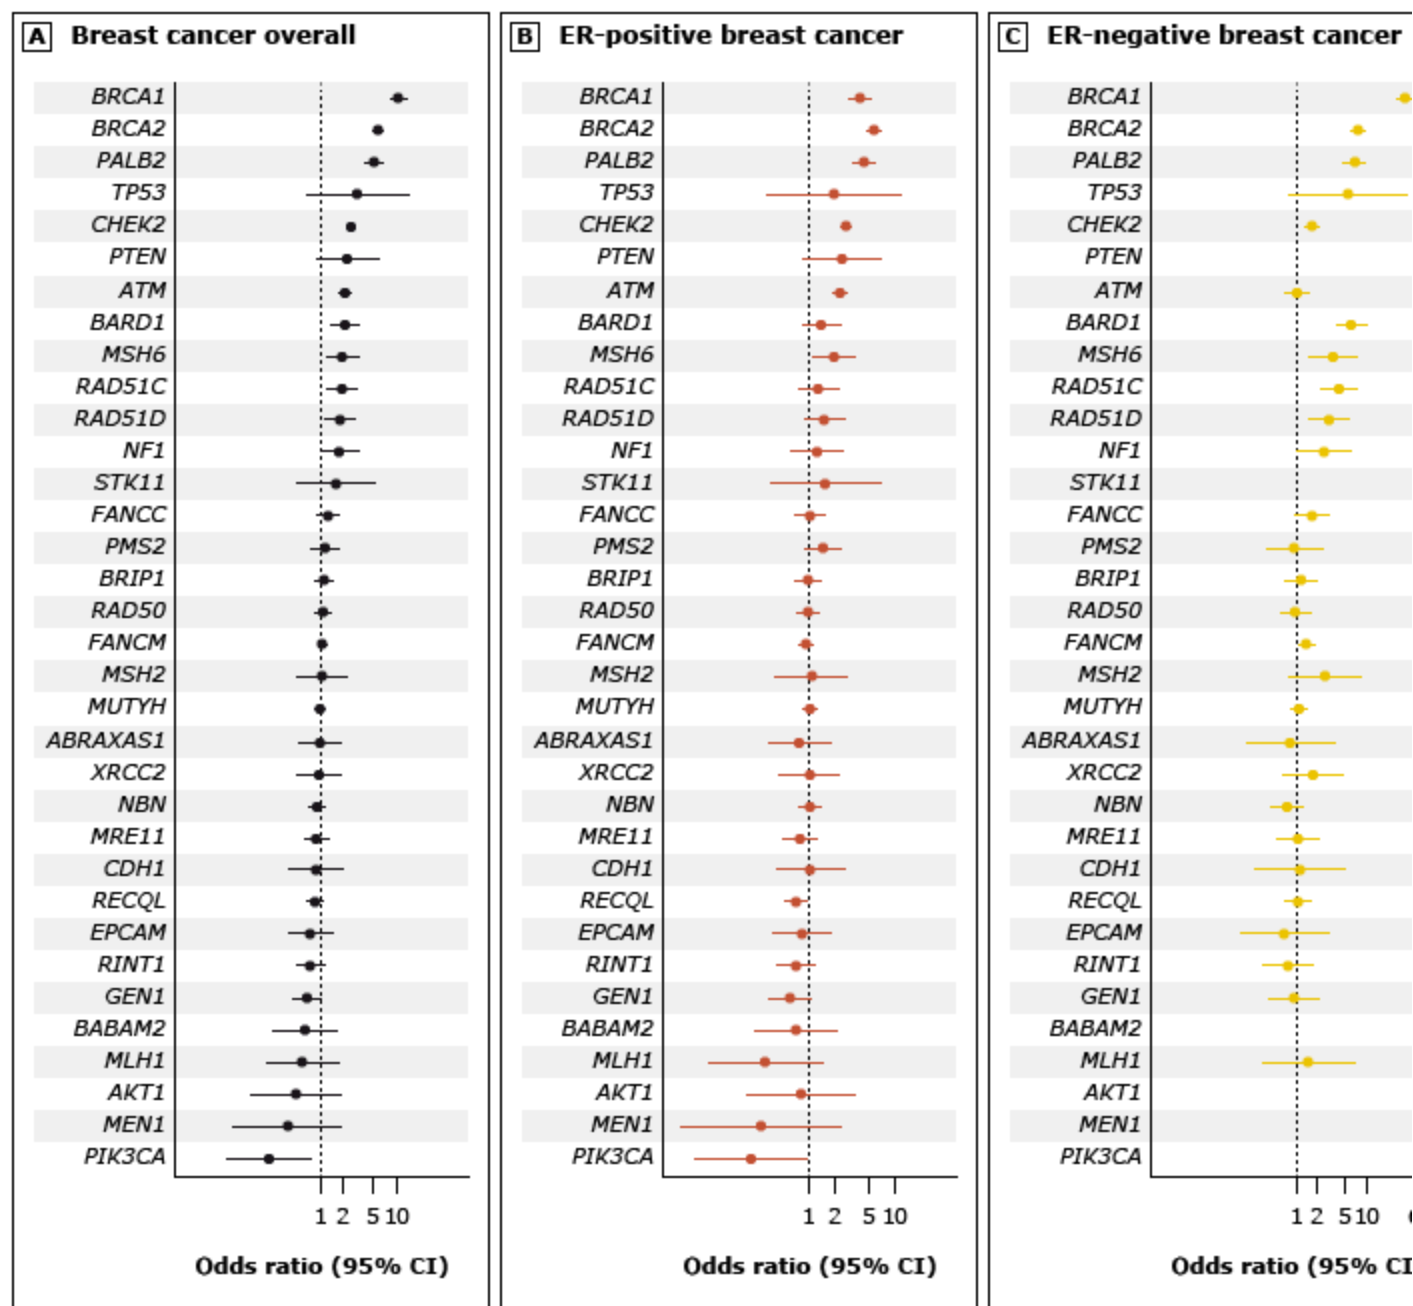 A Breast cancer overall
BRCA1
BRCA2
PALB2
TP53
CHEK2
PTEN
ATM
BARD1
MSH6
RAD51C
RAD51D
NF1
STK11
FANCC
PMS2
BRIP1
RAD50
FANCM
MSH2
MUTYH
ABRAXAS1
XRCC2
NBN
MRE11
CDH1
RECQL
EPCAM
RINT1
GEN1
BABAM2
MLH1
AKT1
MEN1
PIK3CA
1 2 5 10
Odds ratio (95% CI)
B ER-positive breast cancer
BRCA1
BRCA2
PALB2
TP53
CHEK2
PTEN
ATM
BARD1
MSH6
RAD51C
RAD51D
NF1
STK11
FANCC
PMS2
BRIP1
RAD50
FANCM
MSH2
MUTYH
ABRAXAS1
XRCC2
NBN
MRE11
CDH1
RECQL
EPCAM
RINT1
GEN1
BABAM2
MLH1
AKT1
MEN1
PIK3CA
1 2 5 10
Odds ratio (95% CI)
C ER-negative breast cancer
BRCA1
BRCA2
PALB2
TP53
CHEK2
PTEN
ATM
BARD1
MSH6
RAD51C
RAD51D
NF1
STK11
FANCC
PMS2
BRIP1
RAD50
FANCM
MSH2
MUTYH
ABRAXAS1
XRCC2
NBN
MRE11
CDH1
RECQL
EPCAM
RINT1
GEN1
BABAM2
MLH1
AKT1
MEN1
PIK3CA
1 2 5 10
Odds ratio (95% CI